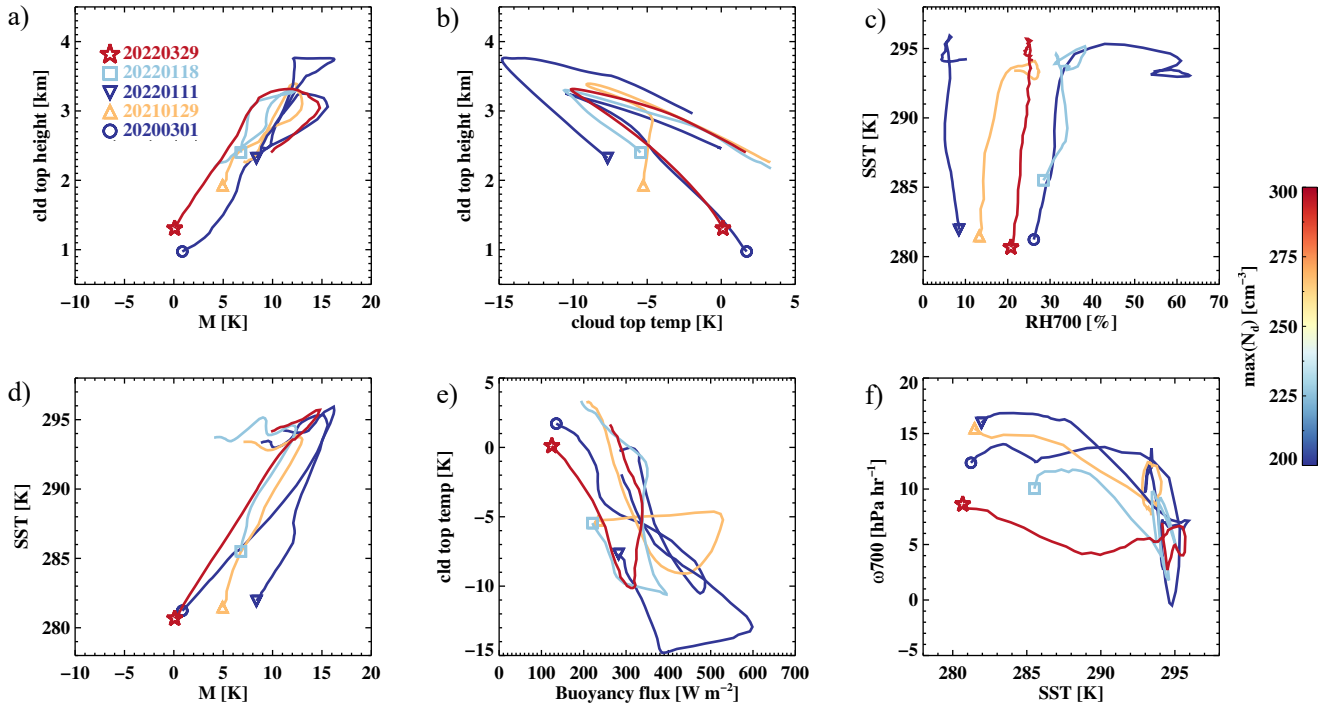 a)
4
3
2
1
cld top height [km]
20220329
20220118
20220111
20210129
20200301
−10 −5 0 5 10 15 20
M [K]
b)
4
3
2
1
cld top height [km]
−15 −10 −5 0 5
cloud top temp [K]
c)
295
290
285
280
SST [K]
0 10 20 30 40 50 60 70
RH700 [%]
300
275
250
225
200
max(N_d) [cm⁻³]
d)
295
290
285
280
SST [K]
−10 −5 0 5 10 15 20
M [K]
e)
5
0
−5
−10
−15
cld top temp [K]
0 100 200 300 400 500 600 700
Buoyancy flux [W m⁻²]
f)
20
15
10
5
0
−5
ω700 [hPa hr⁻¹]
280 285 290 295
SST [K]